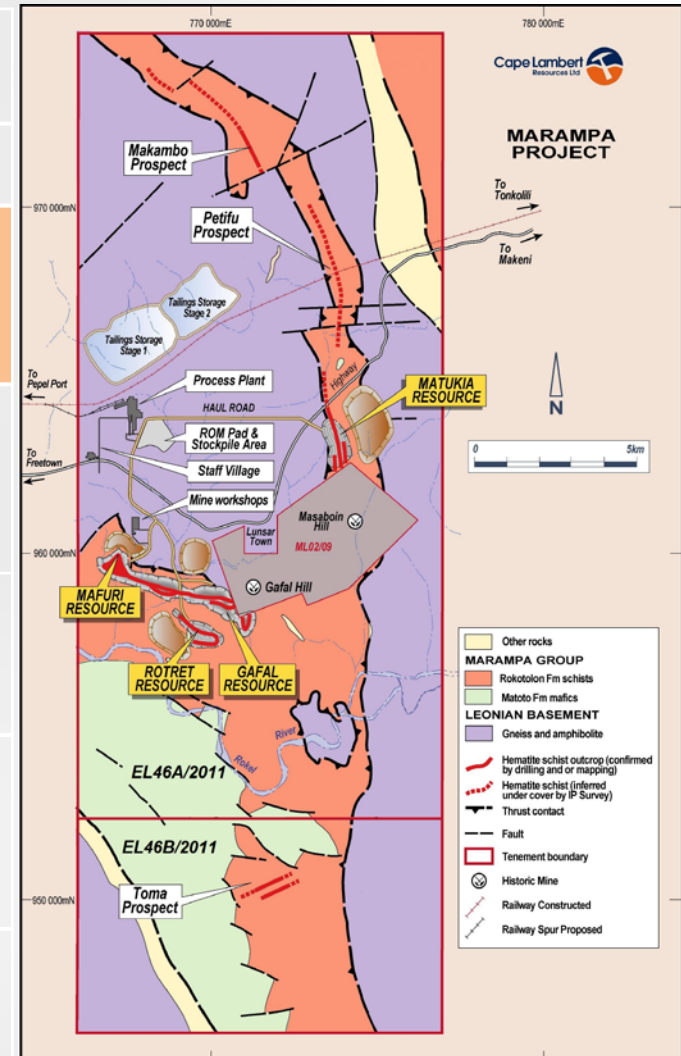 770 000mE
780 000mE
Cape Lambert
Resources Ltd
MARAMPA
PROJECT
Makambo
Prospect
To
Tonkolili
970 000mN
Petifu
Prospect
To
Makeni
Tailings Storage
Stage 2
Tailings Storage
Stage 1
To
Pepel Port
Process Plant
Highway
MATUKIA
RESOURCE
HAUL ROAD
N
ROM Pad &
Stockpile Area
To
Freetown
Staff Village
0
5km
Mine workshops
Masaboin
Hill
Lunsar
Town
ML02/09
960 000mN
Gafal Hill
MAFURI
RESOURCE
ROTRET
RESOURCE
GAFAL
RESOURCE
Other rocks
MARAMPA GROUP
Rokotolon Fm schists
Matoto Fm mafics
LEONIAN BASEMENT
Gneiss and amphibolite
Hematite schist outcrop (confirmed
by drilling and or mapping)
Hematite schist (inferred
under cover by IP Survey)
Thrust contact
Fault
Tenement boundary
Historic Mine
Railway Constructed
Railway Spur Proposed
River
Rokel
EL46A/2011
EL46B/2011
Toma
Prospect
950 000mN